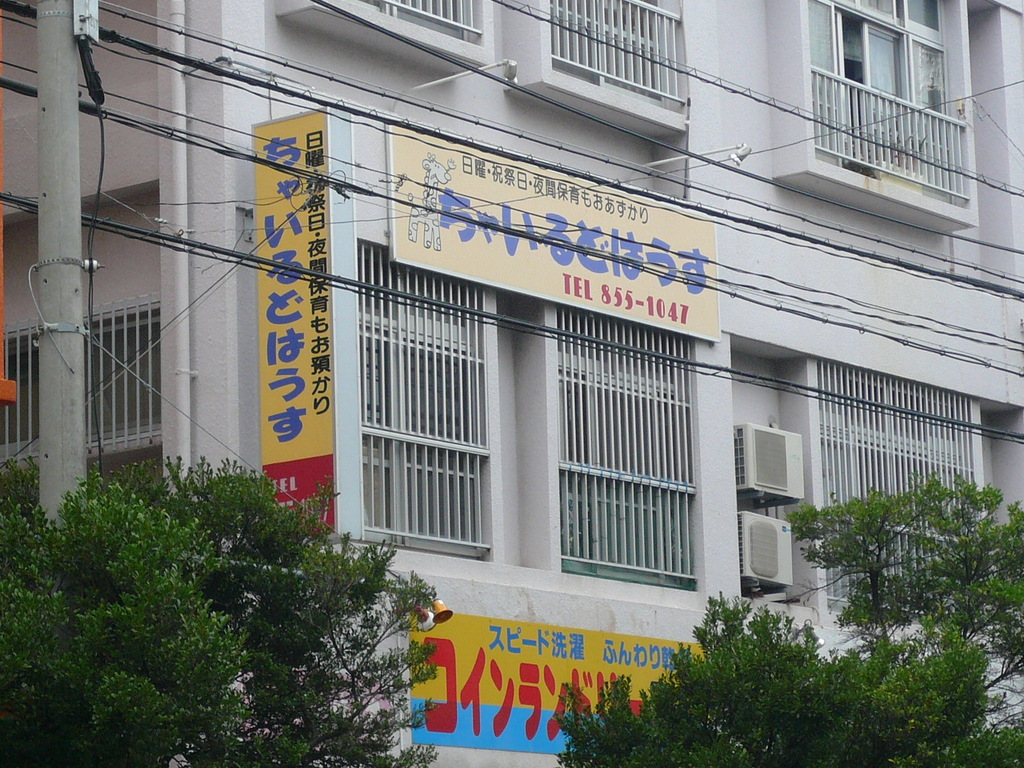 日曜・祝祭日・夜間保育もお預かり
ちゃいるどはうす
日曜・祝祭日・夜間保育もおあずかり
ちゃいるどはうす
TEL 855-1047
スピード洗濯 ふんわり乾
コインランドリ